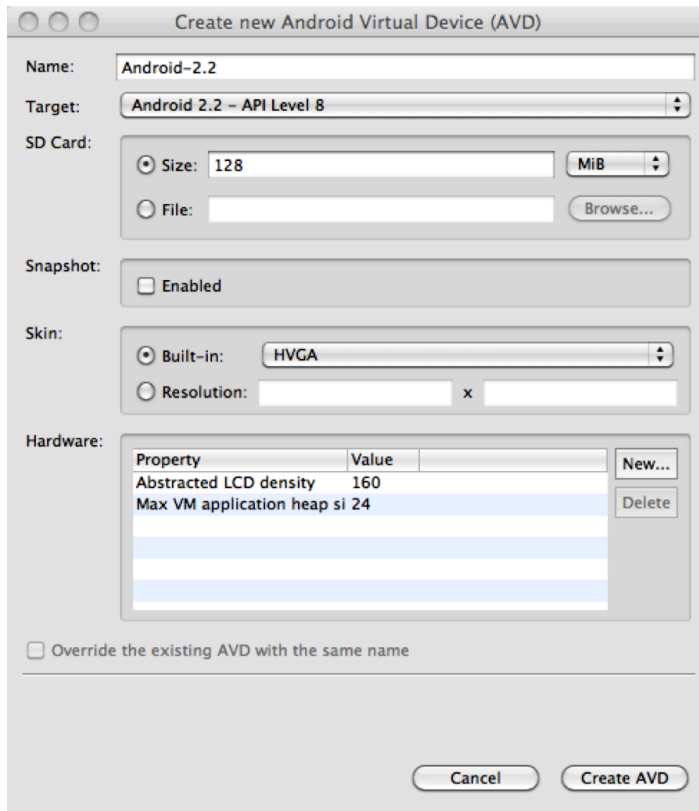 Create new Android Virtual Device (AVD)
Name: Android-2.2
Target: Android 2.2 – API Level 8
SD Card:
Size: 128 MiB
File: Browse...
Snapshot:
Enabled
Skin:
Built-in: HVGA
Resolution: x
Hardware:
Property Value New...
Abstracted LCD density 160
Max VM application heap si 24 Delete
Override the existing AVD with the same name
Cancel Create AVD